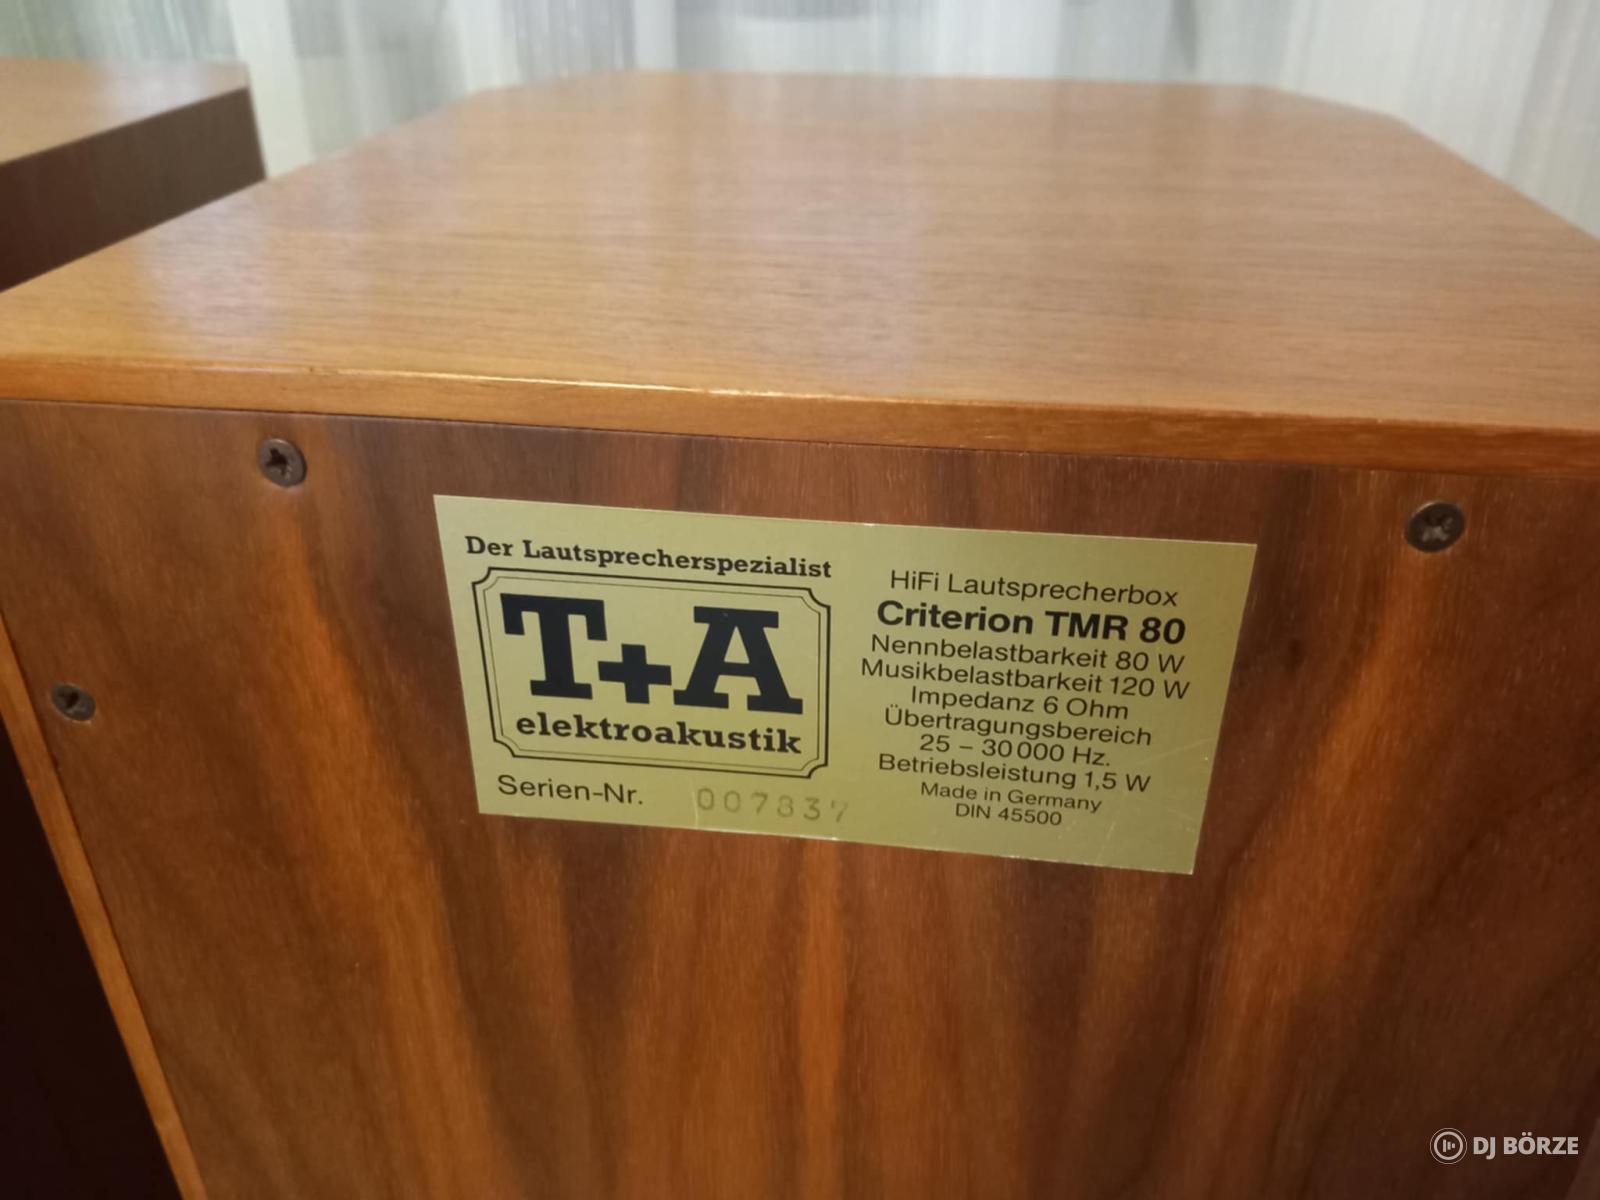 Der Lautsprecherspezialist
T+A
elektroakustik
Serien-Nr. 007837
HiFi Lautsprecherbox
Criterion TMR 80
Nennbelastbarkeit 80 W
Musikbelastbarkeit 120 W
Impedanz 6 Ohm
Übertragungsbereich
25 – 30 000 Hz.
Betriebsleistung 1,5 W
Made in Germany
DIN 45500
DJ BÖRZE